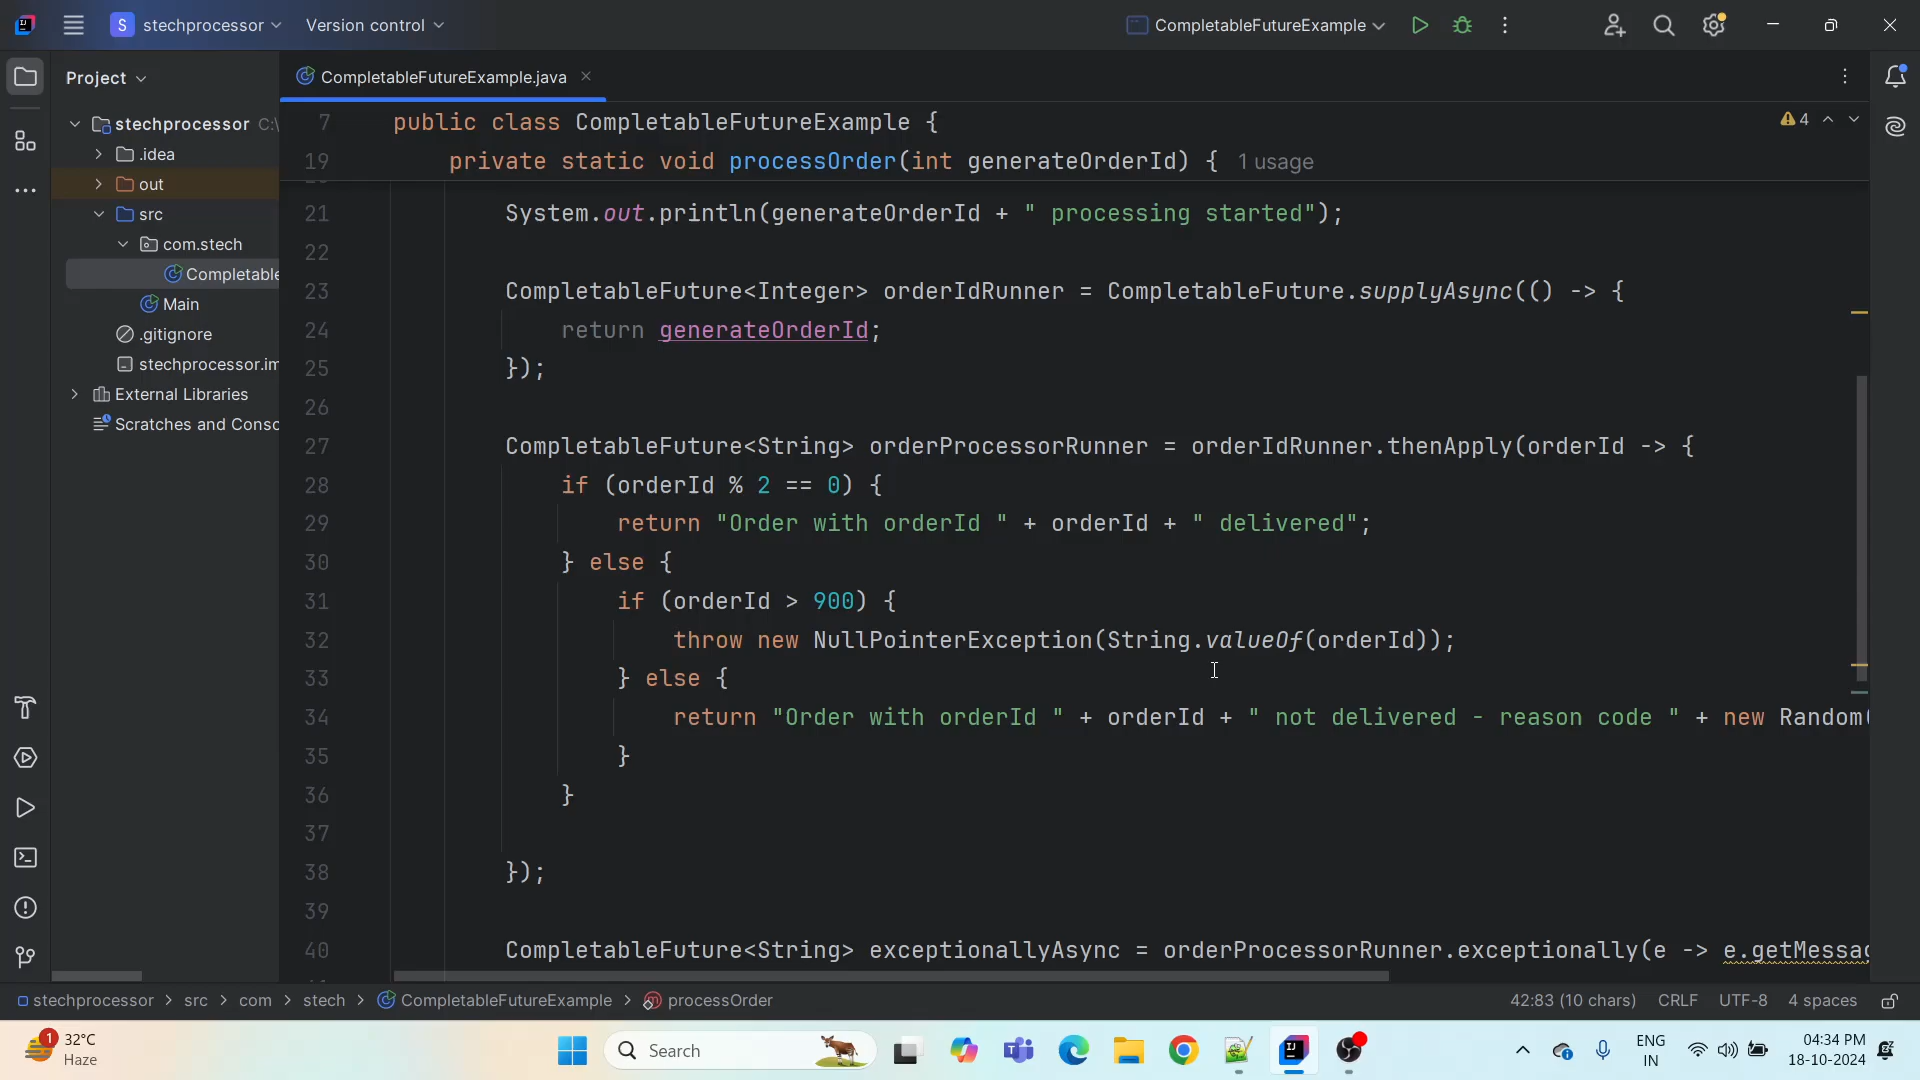 S stechprocessor Version control CompletableFutureExample
Project
CompletableFutureExample.java
stechprocessor C:\
.idea
out
src
com.stech
Completable
Main
.gitignore
stechprocessor.im
External Libraries
Scratches and Consc
7 public class CompletableFutureExample {
4
19 private static void processOrder(int generateOrderId) { 1 usage
21 System.out.println(generateOrderId + " processing started");
22
23 CompletableFuture<Integer> orderIdRunner = CompletableFuture.supplyAsync(() -> {
24 return generateOrderId;
25 });
26
27 CompletableFuture<String> orderProcessorRunner = orderIdRunner.thenApply(orderId -> {
28 if (orderId % 2 == 0) {
29 return "Order with orderId " + orderId + " delivered";
30 } else {
31 if (orderId > 900) {
32 throw new NullPointerException(String.valueOf(orderId));
33 } else {
34 return "Order with orderId " + orderId + " not delivered - reason code " + new Random(
35 }
36 }
37
38 });
39
40 CompletableFuture<String> exceptionallyAsync = orderProcessorRunner.exceptionally(e -> e.getMessag
stechprocessor > src > com > stech > CompletableFutureExample > processOrder
42:83 (10 chars) CRLF UTF-8 4 spaces
1 32°C
Haze
Search
ENG
IN
04:34 PM
18-10-2024